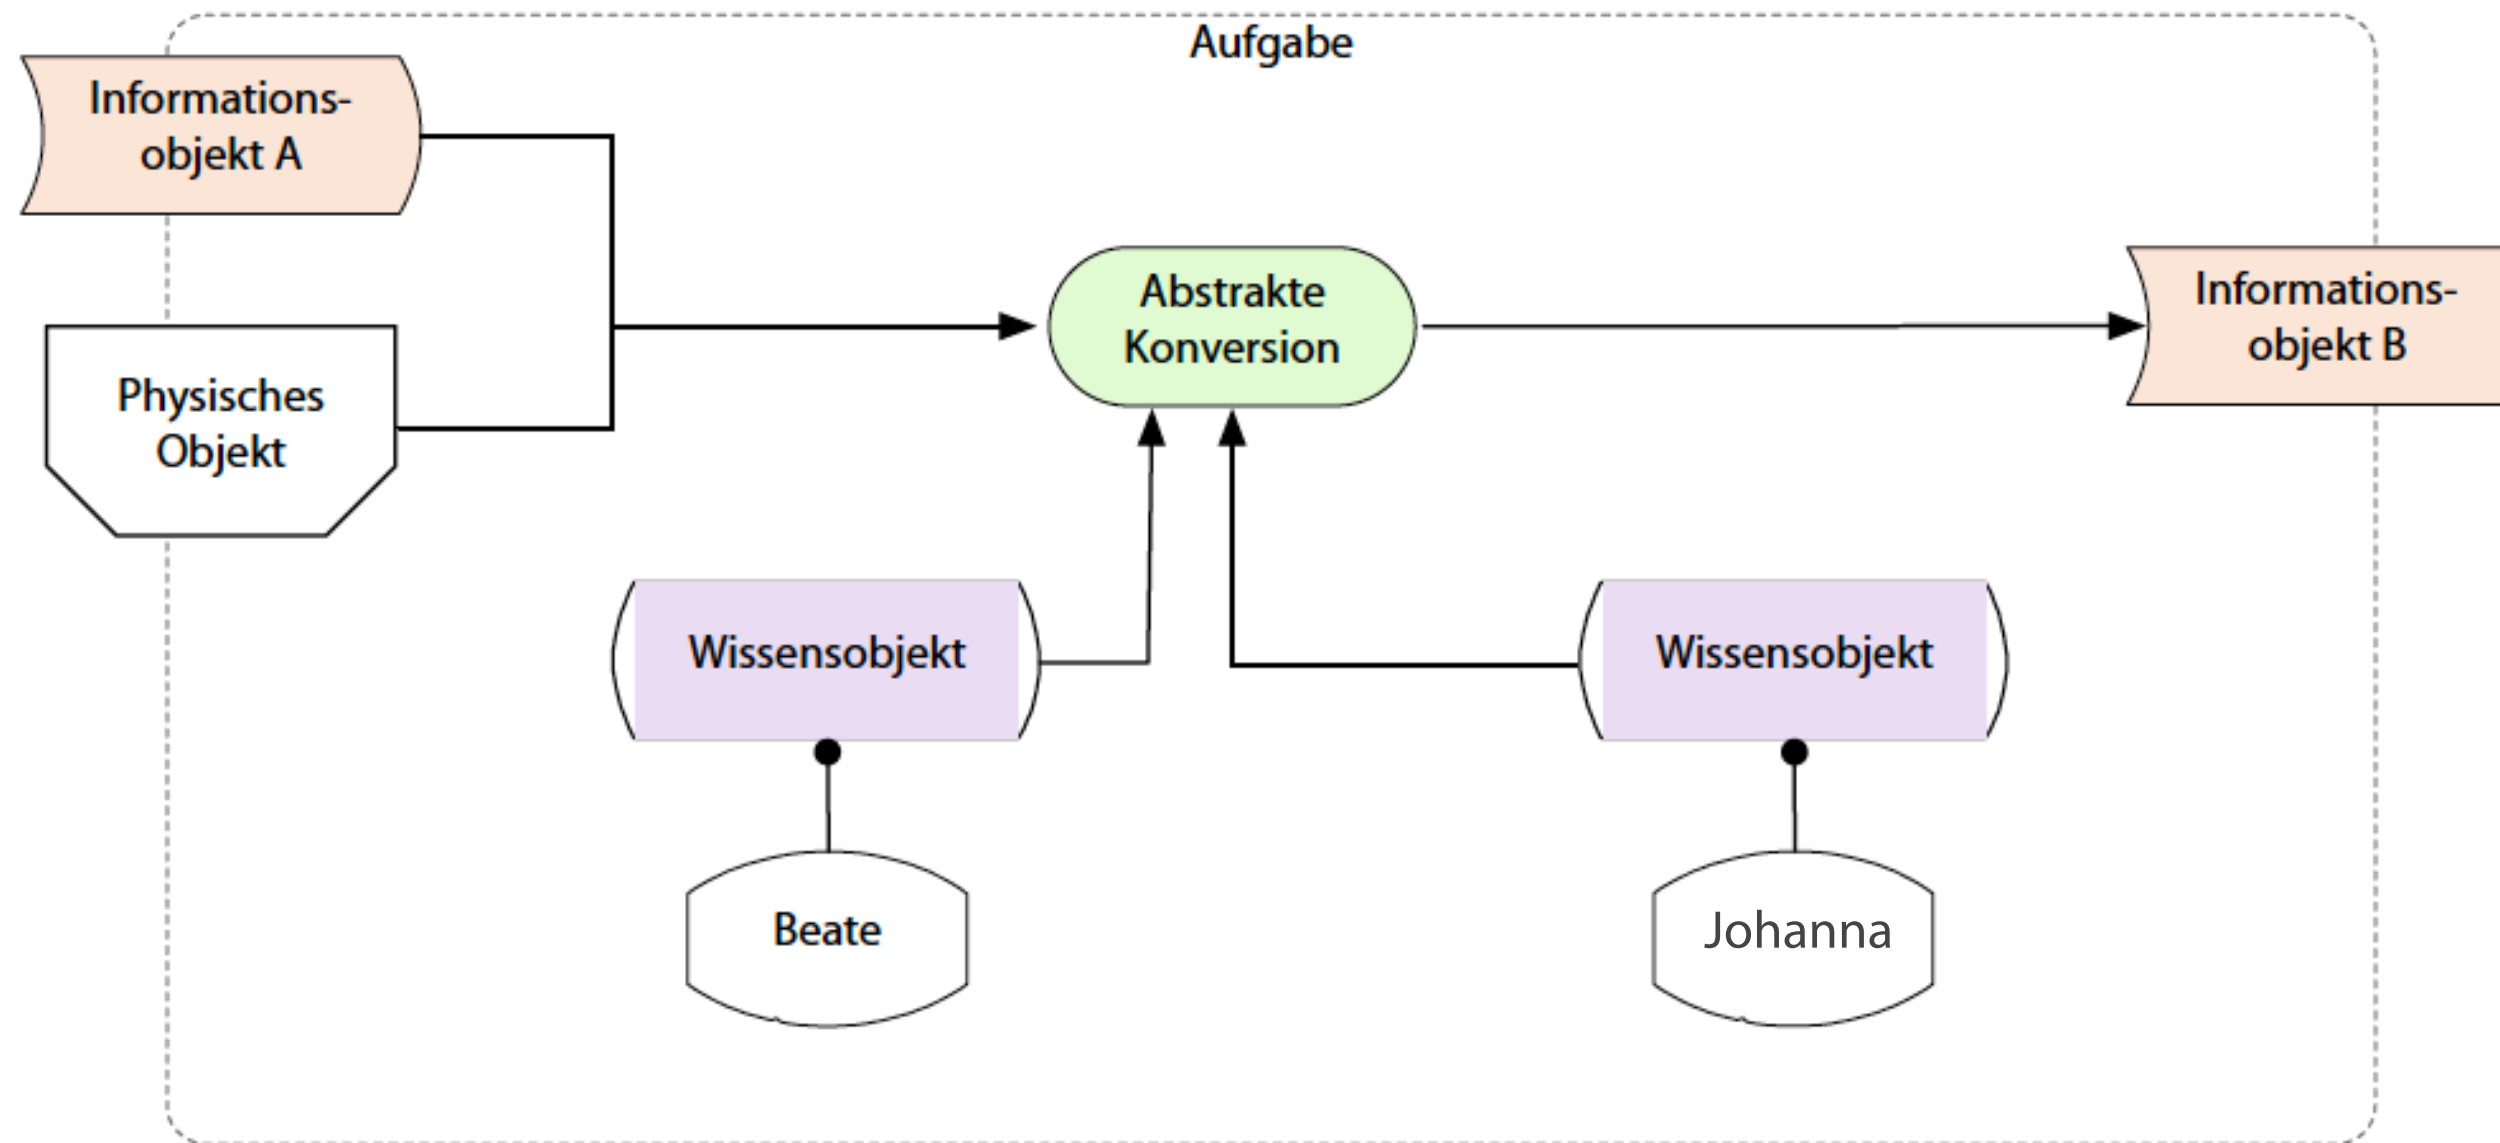 Aufgabe
Informations-
objekt A
Physisches
Objekt
Abstrakte
Konversion
Informations-
objekt B
Wissensobjekt
Wissensobjekt
Beate
Johanna